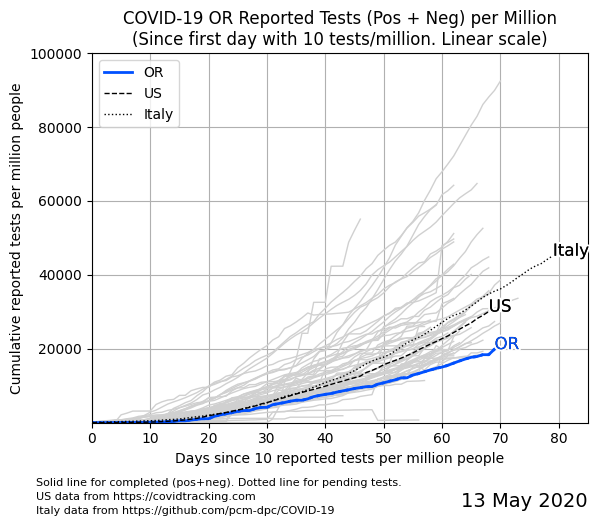 COVID-19 OR Reported Tests (Pos + Neg) per Million
(Since first day with 10 tests/million. Linear scale)
Cumulative reported tests per million people
100000
80000
60000
40000
20000
OR
US
Italy
Italy
US
OR
0
10
20
30
40
50
60
70
80
Days since 10 reported tests per million people
Solid line for completed (pos+neg). Dotted line for pending tests.
US data from https://covidtracking.com
Italy data from https://github.com/pcm-dpc/COVID-19
13 May 2020